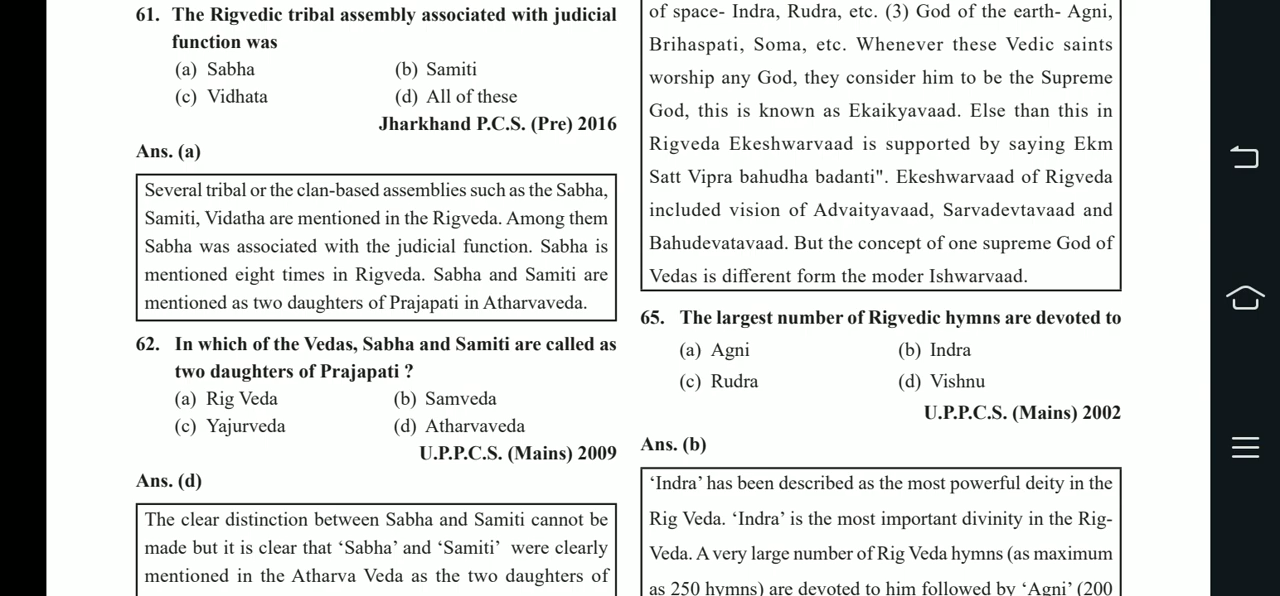 61. The Rigvedic tribal assembly associated with judicial
function was
(a) Sabha (b) Samiti
(c) Vidhata (d) All of these
Jharkhand P.C.S. (Pre) 2016
Ans. (a)
Several tribal or the clan-based assemblies such as the Sabha,
Samiti, Vidatha are mentioned in the Rigveda. Among them
Sabha was associated with the judicial function. Sabha is
mentioned eight times in Rigveda. Sabha and Samiti are
mentioned as two daughters of Prajapati in Atharvaveda.
62. In which of the Vedas, Sabha and Samiti are called as
two daughters of Prajapati ?
(a) Rig Veda (b) Samveda
(c) Yajurveda (d) Atharvaveda
U.P.P.C.S. (Mains) 2009
Ans. (d)
The clear distinction between Sabha and Samiti cannot be
made but it is clear that ‘Sabha’ and ‘Samiti’ were clearly
mentioned in the Atharva Veda as the two daughters of
of space- Indra, Rudra, etc. (3) God of the earth- Agni,
Brihaspati, Soma, etc. Whenever these Vedic saints
worship any God, they consider him to be the Supreme
God, this is known as Ekaikyavaad. Else than this in
Rigveda Ekeshwarvaad is supported by saying Ekm
Satt Vipra bahudha badanti". Ekeshwarvaad of Rigveda
included vision of Advaityavaad, Sarvadevtavaad and
Bahudevatavaad. But the concept of one supreme God of
Vedas is different form the moder Ishwarvaad.
65. The largest number of Rigvedic hymns are devoted to
(a) Agni (b) Indra
(c) Rudra (d) Vishnu
U.P.P.C.S. (Mains) 2002
Ans. (b)
‘Indra’ has been described as the most powerful deity in the
Rig Veda. ‘Indra’ is the most important divinity in the Rig-
Veda. A very large number of Rig Veda hymns (as maximum
as 250 hymns) are devoted to him followed by ‘Agni’ (200